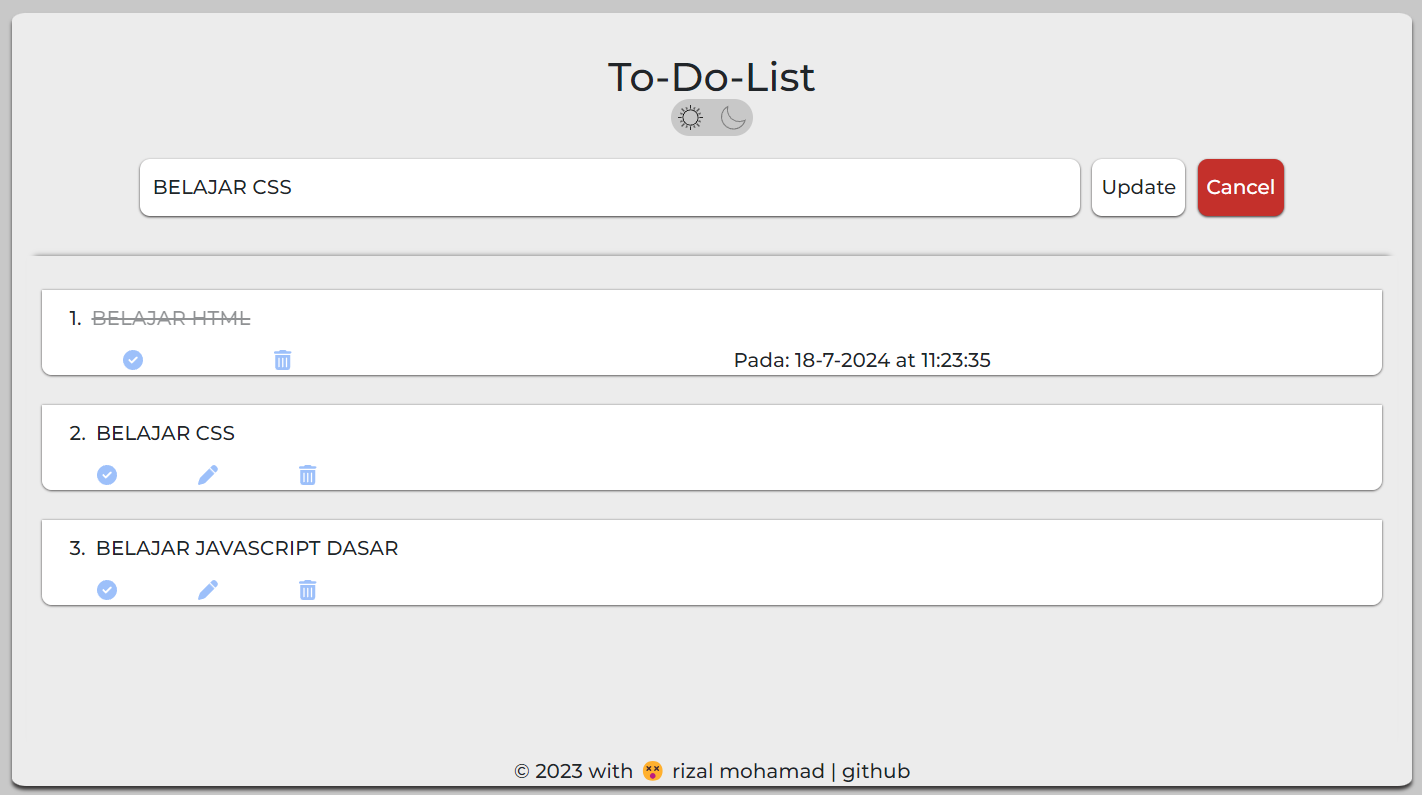 To-Do-List
BELAJAR CSS Update Cancel
1. BELAJAR HTML
Pada: 18-7-2024 at 11:23:35
2. BELAJAR CSS
3. BELAJAR JAVASCRIPT DASAR
© 2023 with 😵 rizal mohamad | github